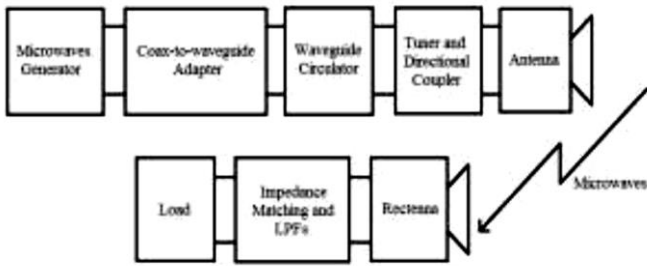 Microwaves
Generator
Coax-to-waveguide
Adapter
Waveguide
Circulator
Tuner and
Directional
Coupler
Antenna
Microwaves
Load
Impedance
Matching and
LPFs
Rectenna